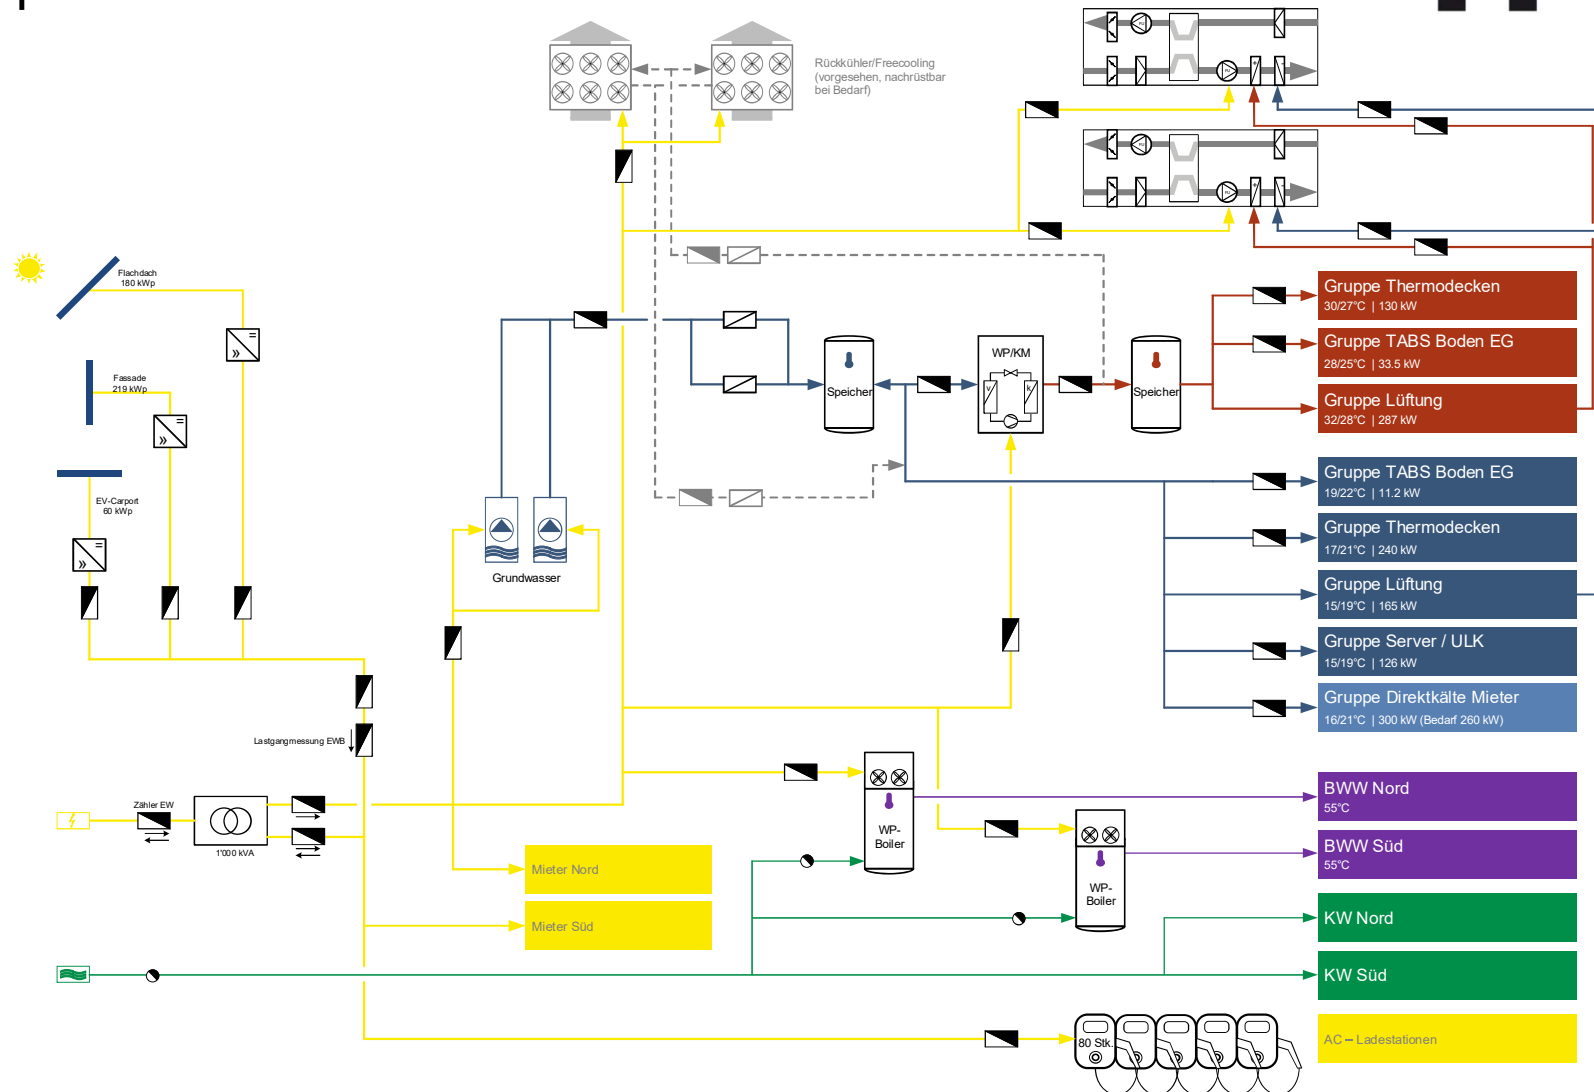 Rückkühler/Freecooling
(vorgesehen, nachrüstbar
bei Bedarf)
Flachdach
180 kWp
Fassade
219 kWp
EV-Carport
60 kWp
Gruppe Thermodecken
30/27°C | 130 kW
Gruppe TABS Boden EG
28/25°C | 33.5 kW
Gruppe Lüftung
32/28°C | 287 kW
WP/KM
v
k
Speicher
Speicher
Gruppe TABS Boden EG
19/22°C | 11.2 kW
Gruppe Thermodecken
17/21°C | 240 kW
Gruppe Lüftung
15/19°C | 165 kW
Gruppe Server / ULK
15/19°C | 126 kW
Gruppe Direktkälte Mieter
16/21°C | 300 kW (Bedarf 260 kW)
Grundwasser
Lastgangmessung EWB
Zähler EW
1'000 kVA
WP-
Boiler
WP-
Boiler
BWW Nord
55°C
BWW Süd
55°C
Mieter Nord
Mieter Süd
KW Nord
KW Süd
80 Stk.
AC – Ladestationen